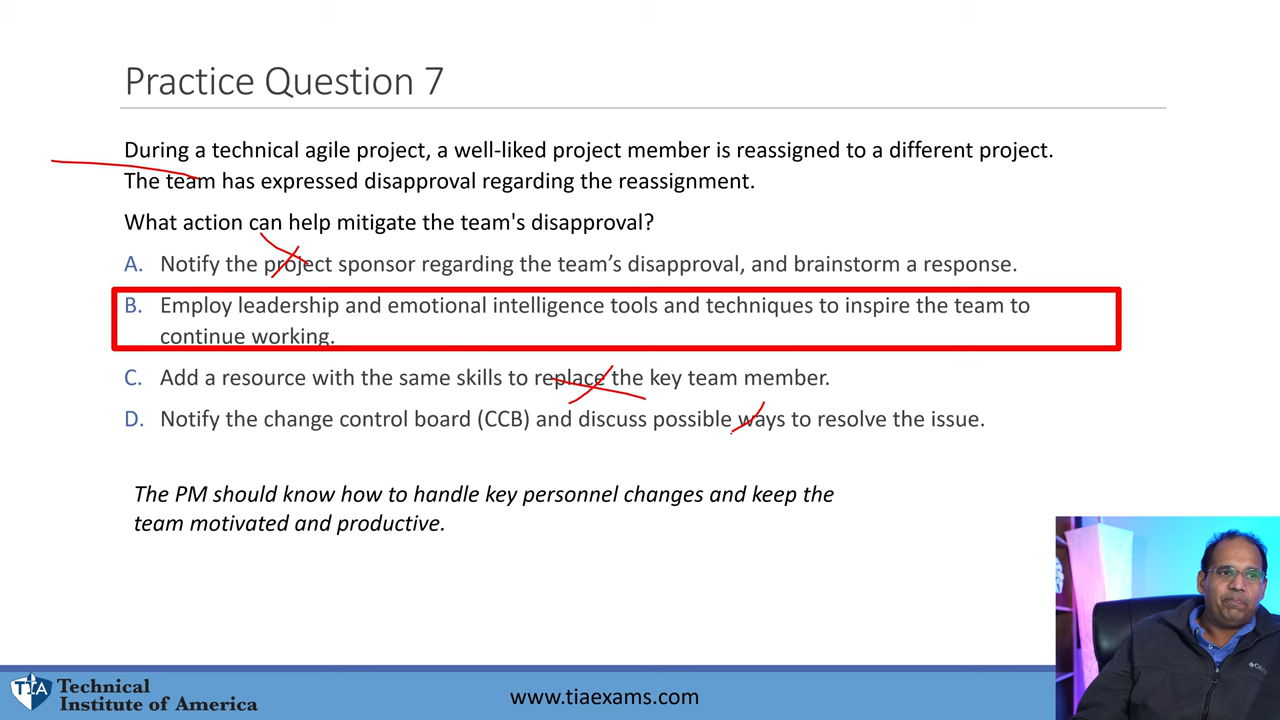 Practice Question 7
During a technical agile project, a well-liked project member is reassigned to a different project.
The team has expressed disapproval regarding the reassignment.
What action can help mitigate the team's disapproval?
A. Notify the project sponsor regarding the team’s disapproval, and brainstorm a response.
B. Employ leadership and emotional intelligence tools and techniques to inspire the team to
continue working.
C. Add a resource with the same skills to replace the key team member.
D. Notify the change control board (CCB) and discuss possible ways to resolve the issue.
The PM should know how to handle key personnel changes and keep the
team motivated and productive.
TIA
Technical
Institute of America
www.tiaexams.com